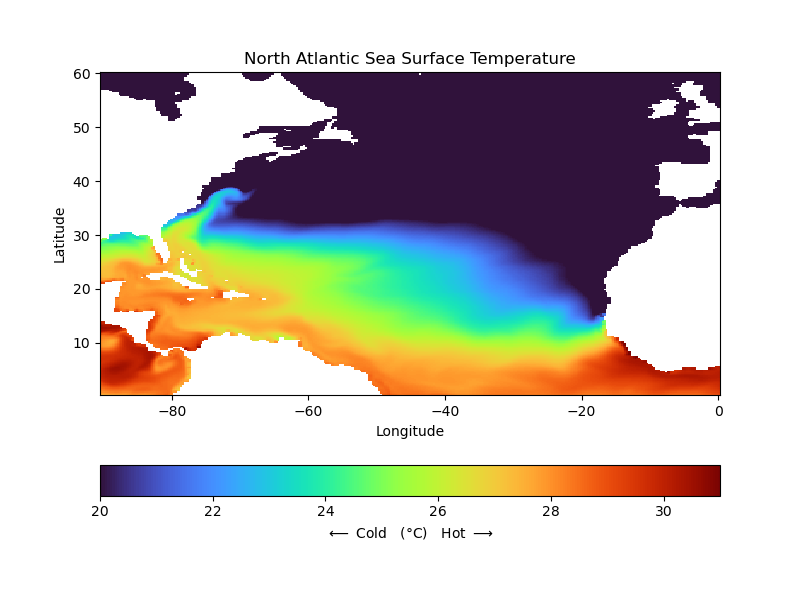 North Atlantic Sea Surface Temperature
60
50
40
30
20
10
Latitude
−80 −60 −40 −20 0
Longitude
20 22 24 26 28 30
⟵ Cold (°C) Hot ⟶